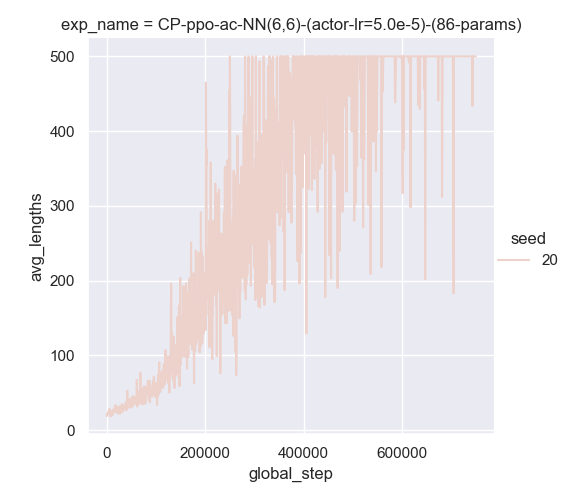 exp_name = CP-ppo-ac-NN(6,6)-(actor-lr=5.0e-5)-(86-params)
500
400
300
200
100
0
avg_lengths
seed
20
0
200000
400000
600000
global_step